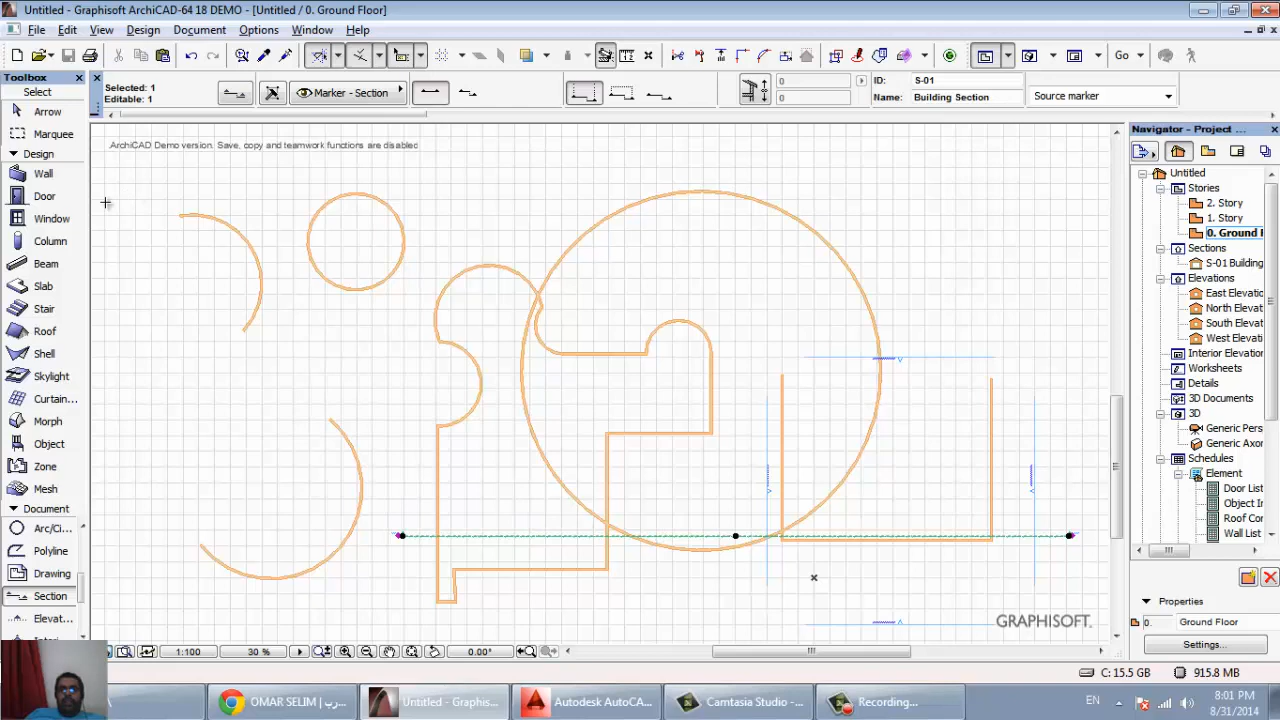 Untitled - Graphisoft ArchiCAD-64 18 DEMO - [Untitled / 0. Ground Floor]
File Edit View Design Document Options Window Help
Go
Toolbox
Select
Arrow
Marquee
Design
Wall
Door
Window
Column
Beam
Slab
Stair
Roof
Shell
Skylight
Curtain...
Morph
Object
Zone
Mesh
Document
Arc/Ci...
Polyline
Drawing
Section
Elevat...
Selected: 1
Editable: 1
Marker - Section
0
0
ID: S-01
Name: Building Section
Source marker
ArchiCAD Demo version. Save, copy and teamwork functions are disabled
GRAPHISOFT.
Navigator - Project ...
Untitled
Stories
2. Story
1. Story
0. Ground F
Sections
S-01 Building
Elevations
East Elevatio
North Elevat
South Elevat
West Elevati
Interior Elevation
Worksheets
Details
3D Documents
3D
Generic Pers
Generic Axon
Schedules
Element
Door List
Object In
Roof Cor
Wall List
Properties
0. Ground Floor
Settings...
1:100 30 % 0.00°
C: 15.5 GB 915.8 MB
OMAR SELIM | رب...
Untitled - Graphis...
Autodesk AutoCA...
Camtasia Studio - ...
Recording...
EN
8:01 PM
8/31/2014